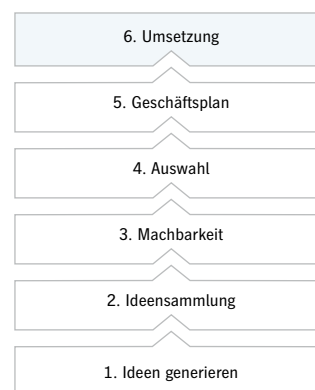 6. Umsetzung
5. Geschäftsplan
4. Auswahl
3. Machbarkeit
2. Ideensammlung
1. Ideen generieren